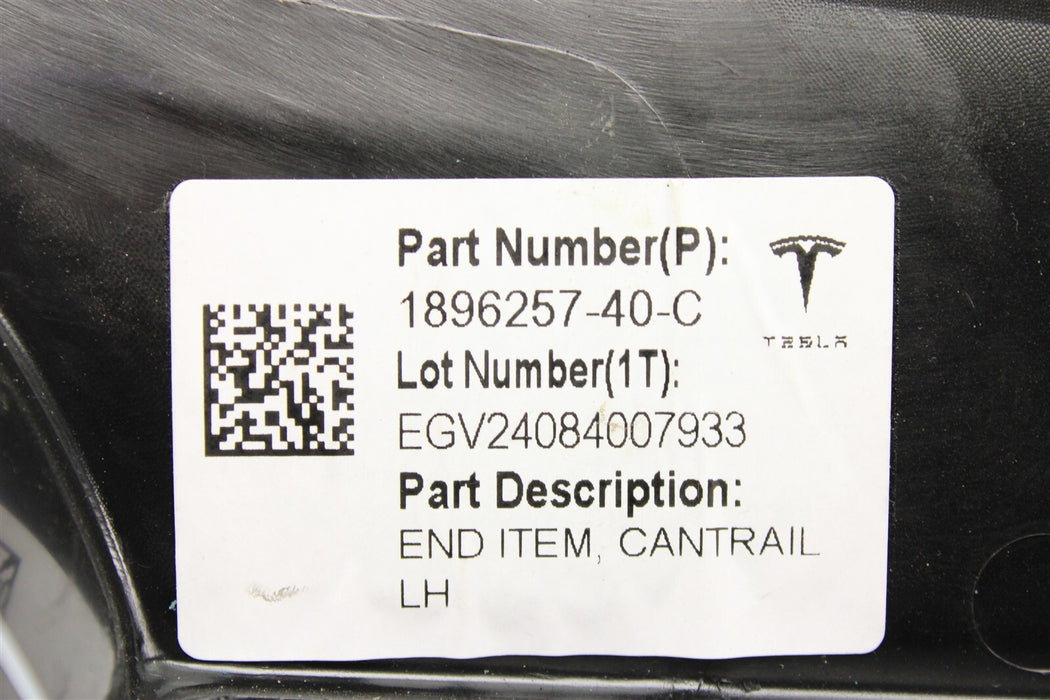 Part Number(P):
1896257-40-C
TESLA
Lot Number(1T):
EGV24084007933
Part Description:
END ITEM, CANTRAIL
LH